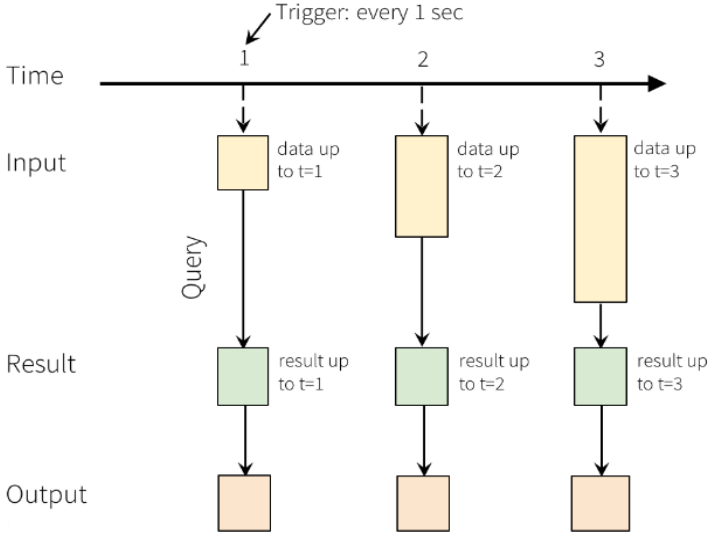 Trigger: every 1 sec
1
2
3
Time
Input
data up
to t=1
data up
to t=2
data up
to t=3
Query
Result
result up
to t=1
result up
to t=2
result up
to t=3
Output